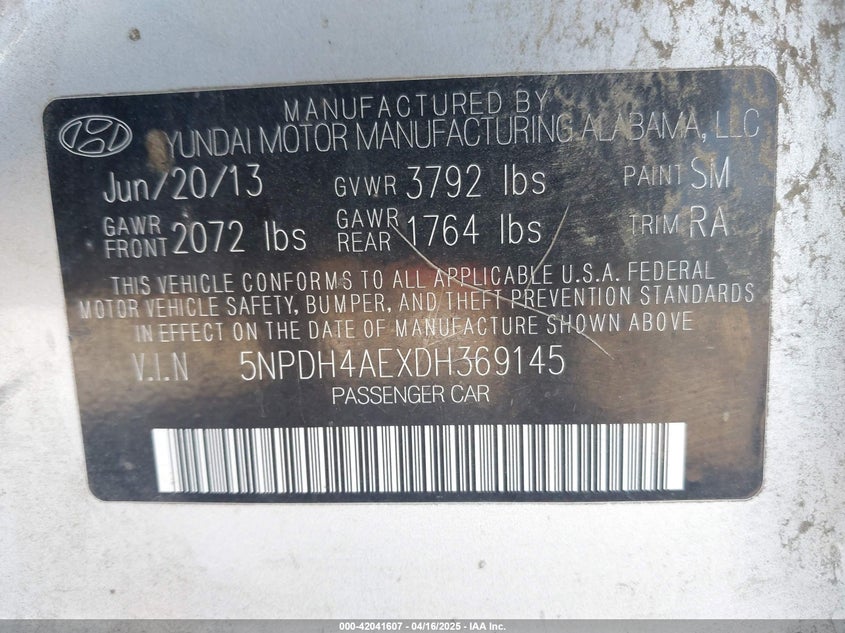 MANUFACTURED BY
HYUNDAI MOTOR MANUFACTURING ALABAMA, LLC
Jun/20/13 GVWR 3792 lbs PAINT SM
GAWR FRONT 2072 lbs GAWR REAR 1764 lbs TRIM RA
THIS VEHICLE CONFORMS TO ALL APPLICABLE U.S.A. FEDERAL
MOTOR VEHICLE SAFETY, BUMPER, AND THEFT PREVENTION STANDARDS
IN EFFECT ON THE DATE OF MANUFACTURE SHOWN ABOVE
V.I.N 5NPDH4AEXDH369145
PASSENGER CAR
000-42041607 - 04/16/2025 - IAA Inc.